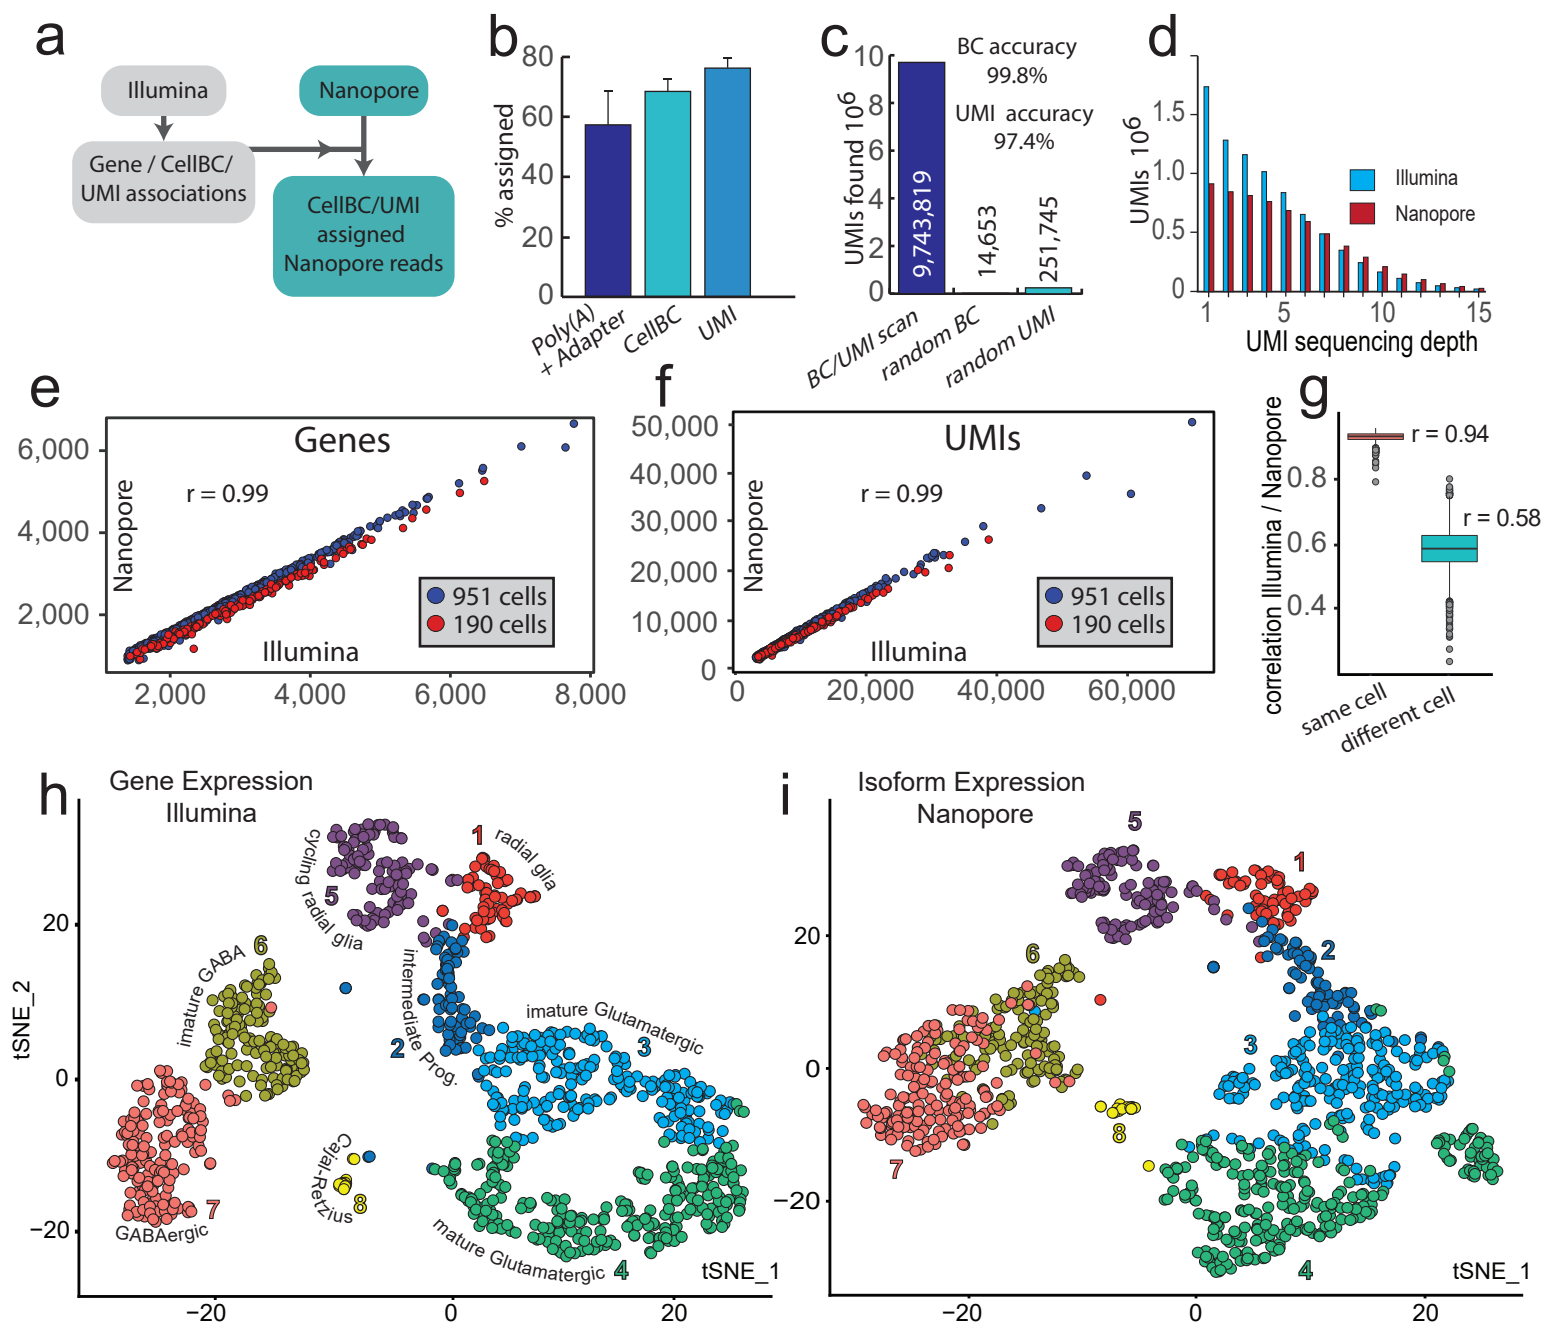 a
Illumina
Nanopore
Gene / CellBC/
UMI associations
CellBC/UMI
assigned
Nanopore reads
b
% assigned
80
60
40
20
0
Poly(A)
+ Adapter
CellBC
UMI
c
UMIs found 10^6
10
8
6
4
2
0
BC accuracy
99.8%
UMI accuracy
97.4%
9,743,819
14,653
251,745
BC/UMI scan
random BC
random UMI
d
UMIs 10^6
1.5
1.0
0.5
0
Illumina
Nanopore
1
5
10
15
UMI sequencing depth
e
Genes
r = 0.99
Nanopore
6,000
4,000
2,000
951 cells
190 cells
Illumina
2,000
4,000
6,000
8,000
f
UMIs
r = 0.99
Nanopore
50,000
40,000
30,000
20,000
10,000
0
951 cells
190 cells
Illumina
0
20,000
40,000
60,000
g
correlation Illumina / Nanopore
0.8
0.6
0.4
r = 0.94
r = 0.58
same cell
different cell
h
Gene Expression
Illumina
tSNE_2
20
0
−20
cycling radial glia
5
1
radial glia
imature GABA
6
intermediate Prog.
2
imature Glutamatergic
3
Cajal-Retzius
8
7
GABAergic
mature Glutamatergic
4
tSNE_1
−20
0
20
i
Isoform Expression
Nanopore
20
0
−20
5
1
2
6
3
8
7
4
tSNE_1
−20
0
20